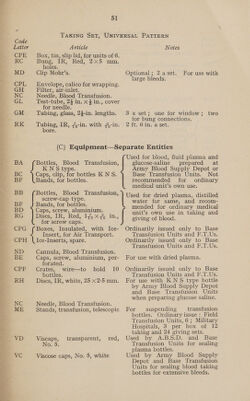 51
TAKING SET, UNIVERSAL PATTERN
Code
Letter Article Notes
CPE Box, tin, slip lid, for units of 6.
RC Bung, IR, Red, 2×5 mm. holes.
MD Clip Mohr's. Optional; 2 a set. For use with large bleeds.
CPL Envelope, calico for wrapping.
GH Filter, air-inlet.
NC Needle, Blood Transfusion.
GL Test-tube, in. × in., cover for needle.
GM Tubing, glass, in. lengths. 3 a set; one for window; two for bung connections.
RK Tubing, IR, in. with in. bore. 2 ft. 6 in. a set.
(C) Equipment—Separate Entities
BA Bottles, Blood Transfusion, K N S type.
BC Caps, clip, for bottles K N S.
BF Bands, for bottles.
Used for blood, fluid plasma and glucose-saline prepared at Army Blood Supply Depot or Base Transfusion Units. Not recommended for ordinary medical unit's own use.
BB Bottles, Blood Transfusion, screw-cap type.
BF Bands, for bottles.
BD Caps, screw, aluminium.
RG Discs, IR, Red, in., for screw caps.
Used for dried plasma, distilled water for same, and recommended for ordinary medical unit's own use in taking and giving of blood.
CPG Boxes, Insulated, with Ice-Insert, for Air Transport. Ordinarily issued only to Base Transfusion Units and F.T.Us.
CPH Ice-Inserts, spare. Ordinarily issued only to Base Transfusion Units and F.T.Us.
ND Cannula, Blood Transfusion.
BE Caps, screw, aluminium, perforated. For use with dried plasma.
CPF Crates, wire—to hold 10 bottles. Ordinarily issued only to Base Transfusion Units and F.T.Us.
RH Discs, IR, white, 25×2·5 mm. For use with K N S type bottle by Army Blood Supply Depot and Base Transfusion Units when preparing glucose saline.
NC Needle, Blood Transfusion.
ME Stands, transfusion, telescopic For suspending transfusion bottles. Ordinary issue: Field Transfusion Units, 6; Military Hospitals, 3 per box of 12 taking and 24 giving sets.
VD Viscaps, transparent, red, No. 5. Used by A.B.S.D. and Base Transfusion Units for sealing plasma bottles.
VC Viscose caps, No. 5, white Used by Army Blood Supply Depot and Base Transfusion Units for sealing blood taking bottles for extensive bleeds.